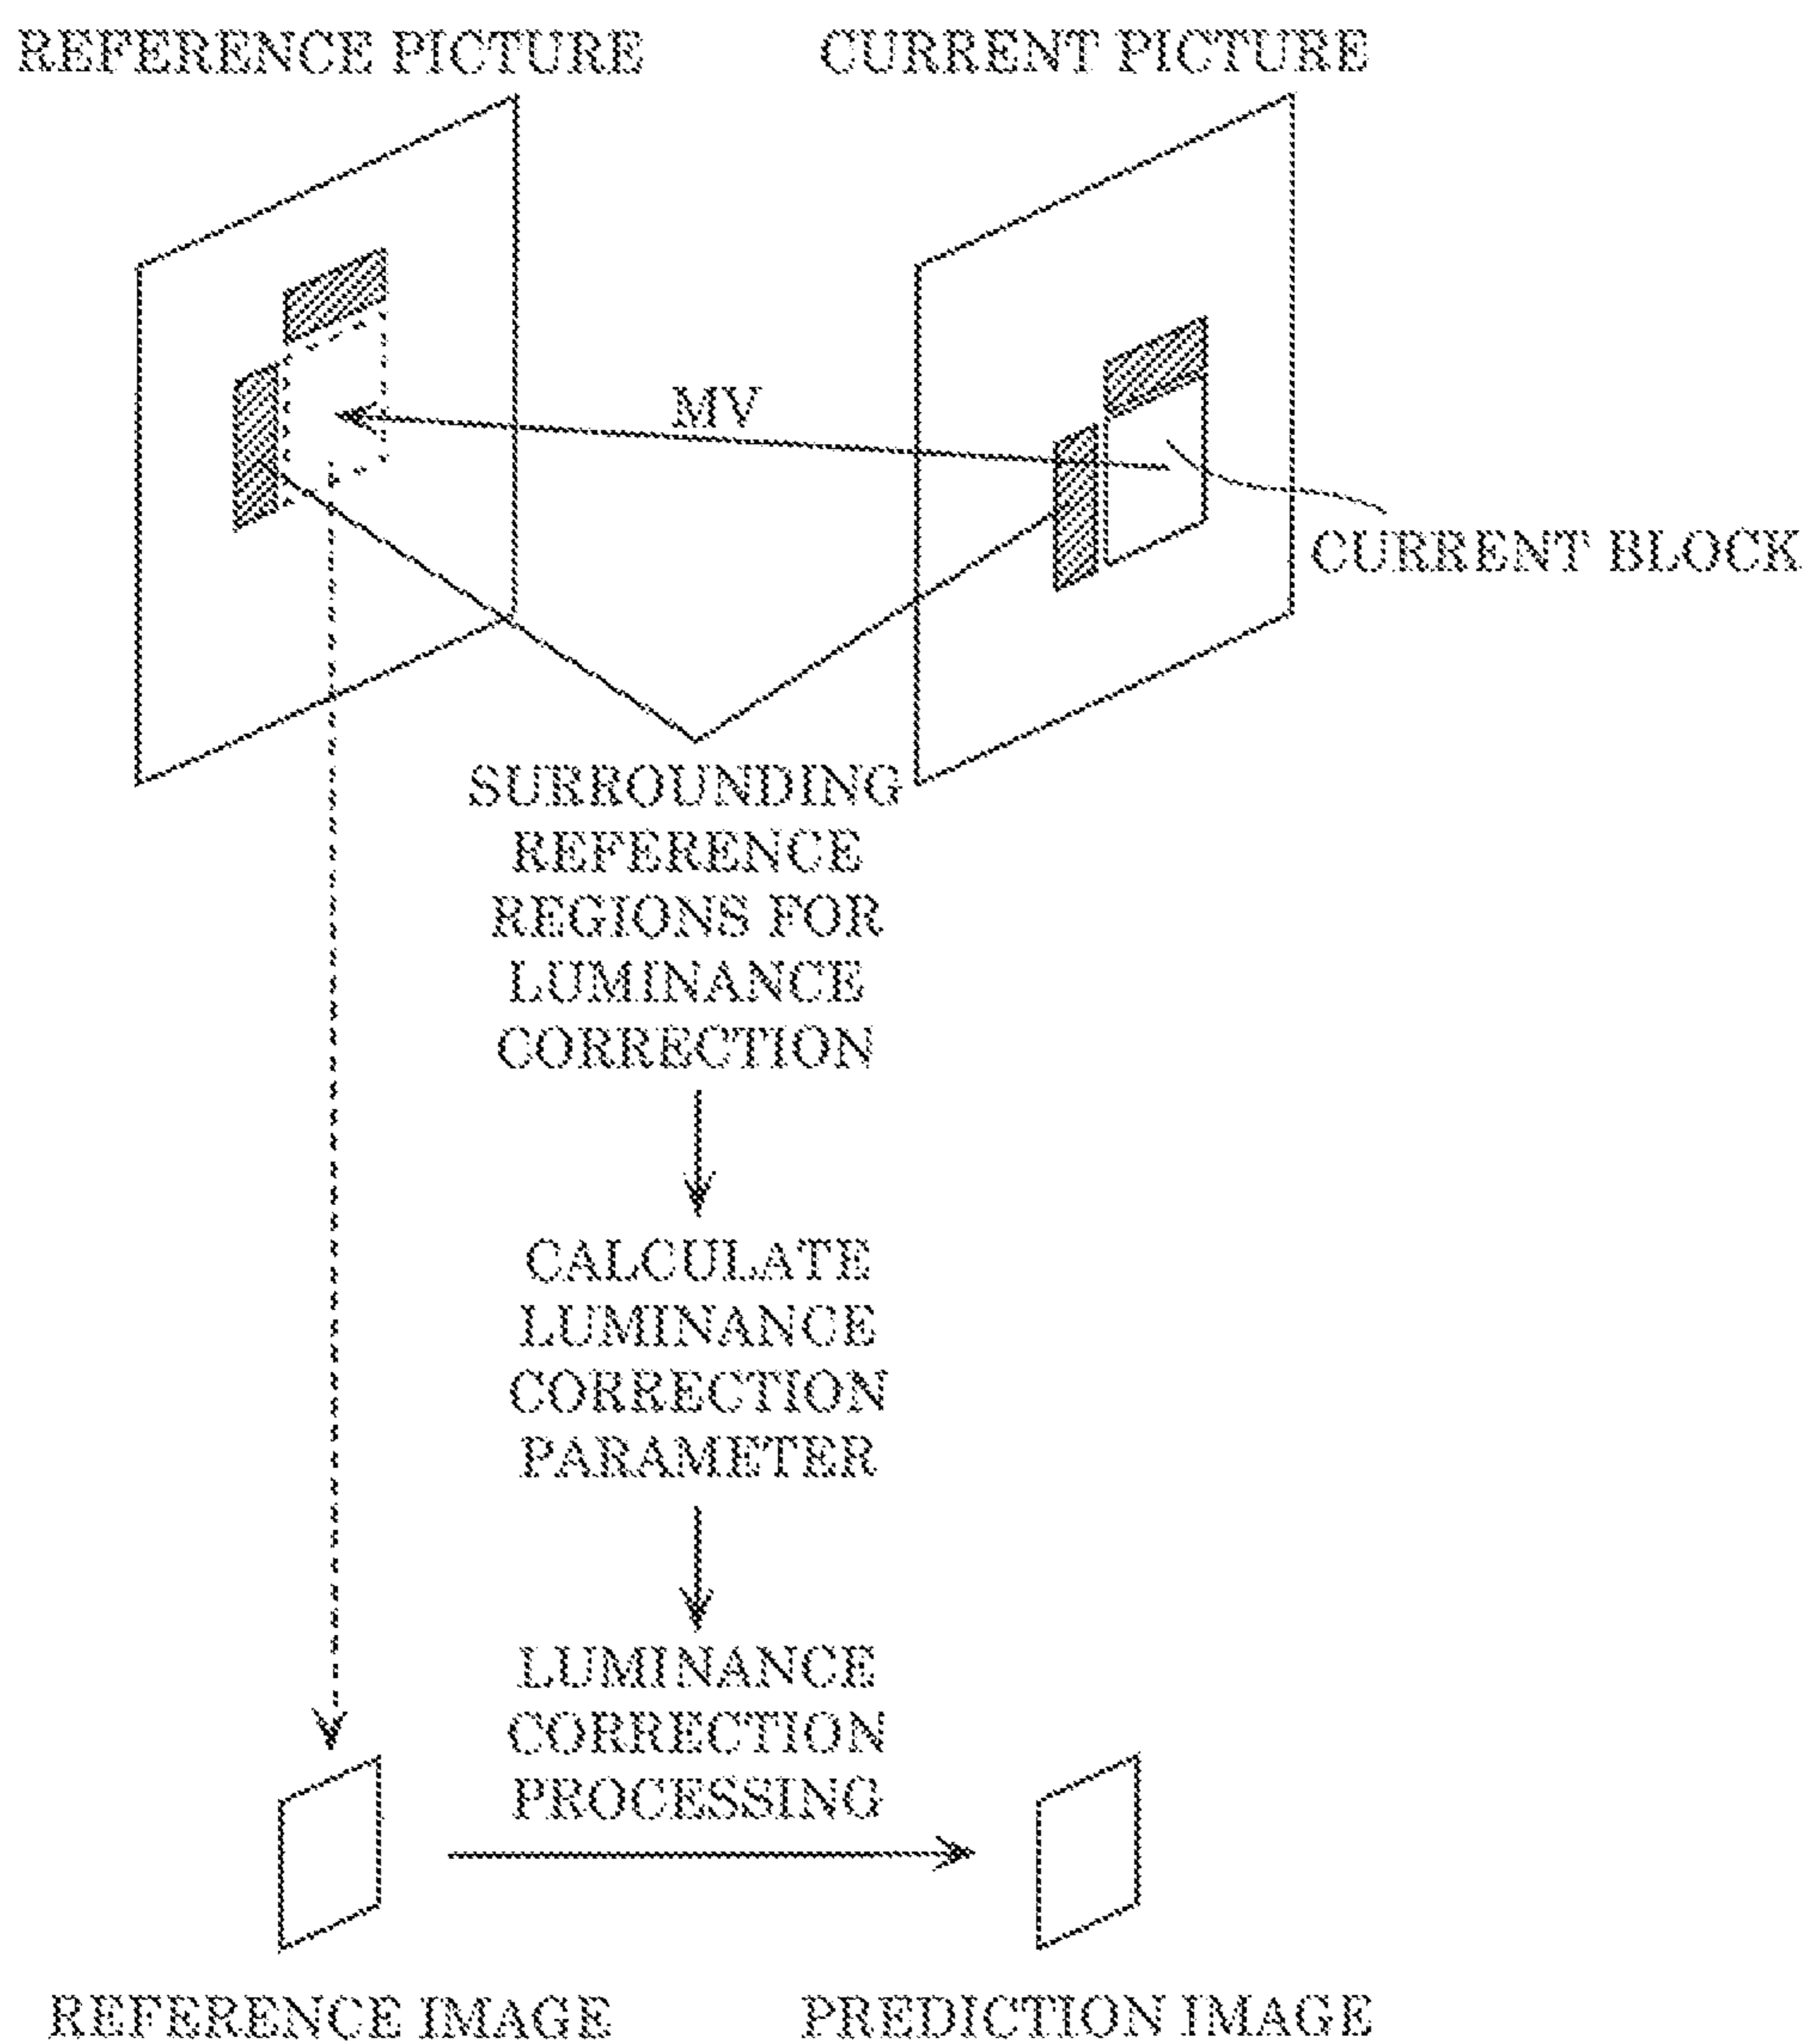 REFERENCE PICTURE
CURRENT PICTURE
MV
CURRENT BLOCK
SURROUNDING
REFERENCE
REGIONS FOR
LUMINANCE
CORRECTION
CALCULATE
LUMINANCE
CORRECTION
PARAMETER
LUMINANCE
CORRECTION
PROCESSING
REFERENCE IMAGE
PREDICTION IMAGE